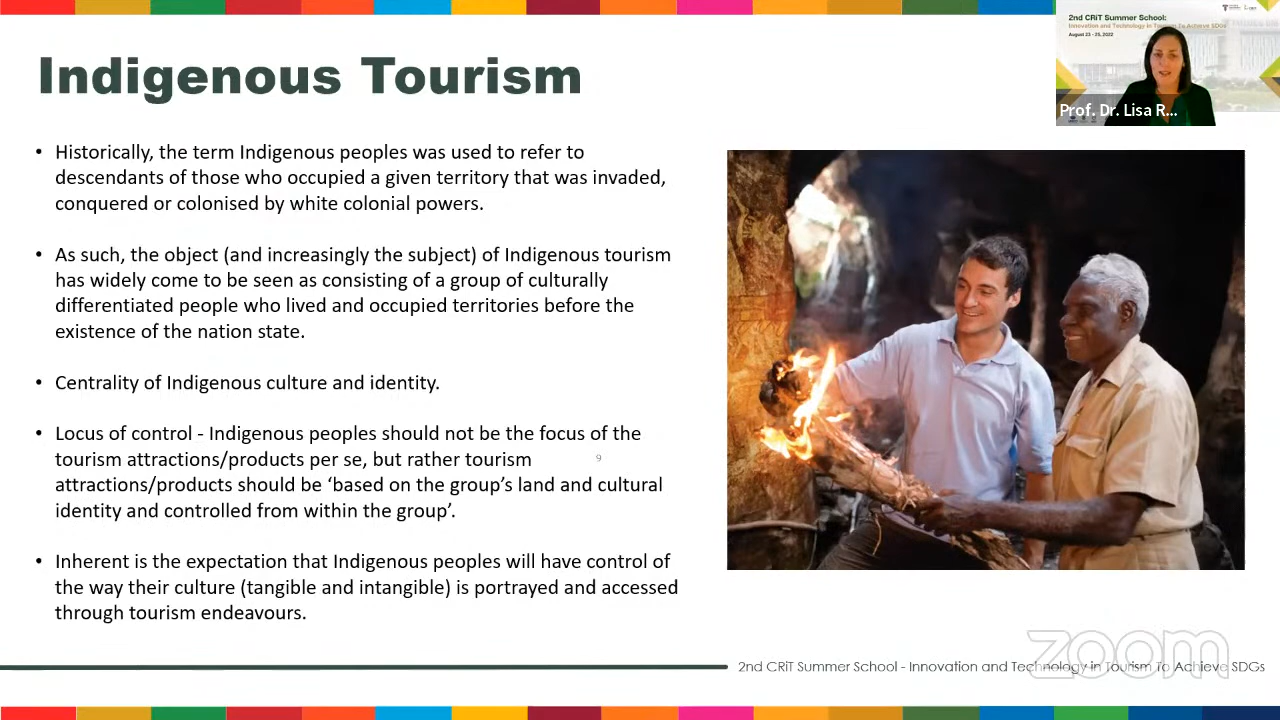 2nd CRiT Summer School:
Innovation and Technology in Tourism To Achieve SDGs
August 23 - 25, 2022
Prof. Dr. Lisa R...
Indigenous Tourism
• Historically, the term Indigenous peoples was used to refer to
descendants of those who occupied a given territory that was invaded,
conquered or colonised by white colonial powers.
• As such, the object (and increasingly the subject) of Indigenous tourism
has widely come to be seen as consisting of a group of culturally
differentiated people who lived and occupied territories before the
existence of the nation state.
• Centrality of Indigenous culture and identity.
• Locus of control - Indigenous peoples should not be the focus of the
tourism attractions/products per se, but rather tourism
9
attractions/products should be ‘based on the group’s land and cultural
identity and controlled from within the group’.
• Inherent is the expectation that Indigenous peoples will have control of
the way their culture (tangible and intangible) is portrayed and accessed
through tourism endeavours.
zoom
2nd CRiT Summer School - Innovation and Technology in Tourism To Achieve SDGs